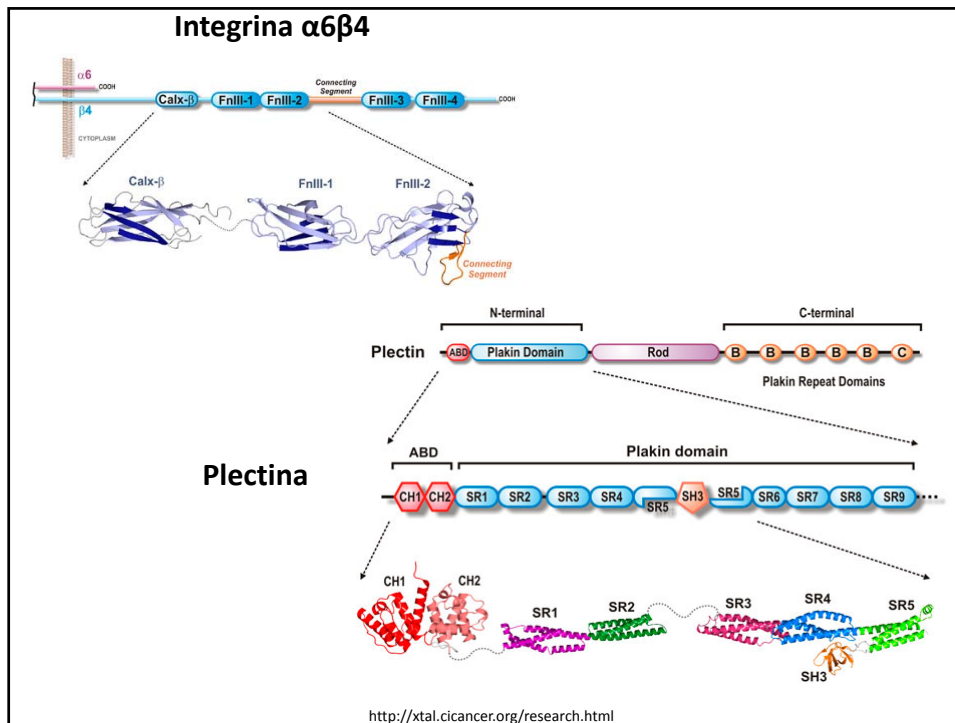 Integrina α6β4
α6
COOH
β4
CYTOPLASM
Calx-β
FnIII-1
FnIII-2
Connecting
Segment
FnIII-3
FnIII-4
COOH
Calx-β
FnIII-1
FnIII-2
Connecting
Segment
N-terminal
C-terminal
Plectin
ABD
Plakin Domain
Rod
B
B
B
B
B
C
Plakin Repeat Domains
Plectina
ABD
Plakin domain
CH1
CH2
SR1
SR2
SR3
SR4
SR5
SH3
SR5
SR6
SR7
SR8
SR9
CH1
CH2
SR1
SR2
SR3
SR4
SR5
SH3
http://xtal.cicancer.org/research.html